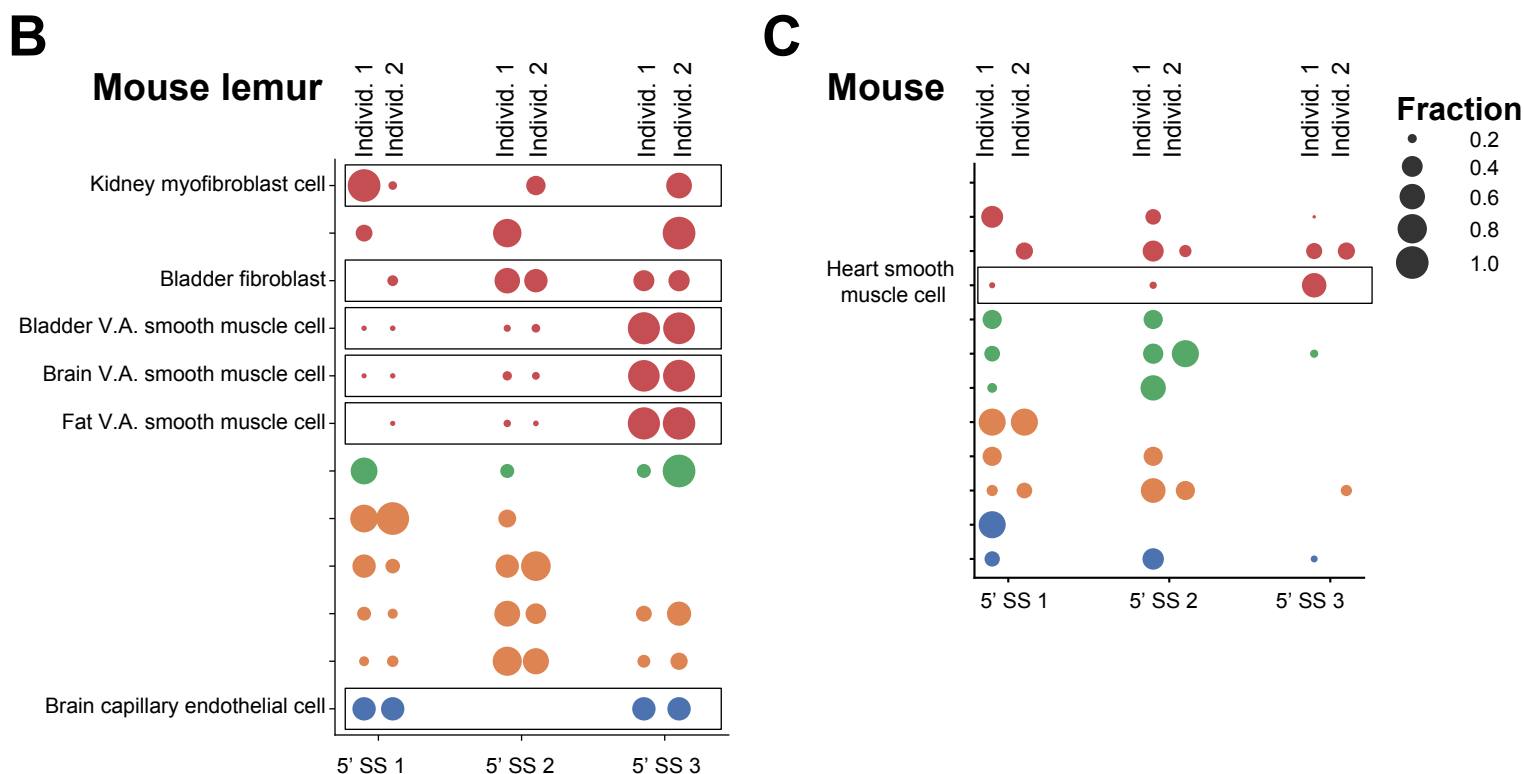 B
Mouse lemur
Individ. 1
Individ. 2
Individ. 1
Individ. 2
Individ. 1
Individ. 2
Kidney myofibroblast cell
Bladder fibroblast
Bladder V.A. smooth muscle cell
Brain V.A. smooth muscle cell
Fat V.A. smooth muscle cell
Brain capillary endothelial cell
5’ SS 1
5’ SS 2
5’ SS 3
C
Mouse
Individ. 1
Individ. 2
Individ. 1
Individ. 2
Individ. 1
Individ. 2
Heart smooth
muscle cell
5’ SS 1
5’ SS 2
5’ SS 3
Fraction
0.2
0.4
0.6
0.8
1.0